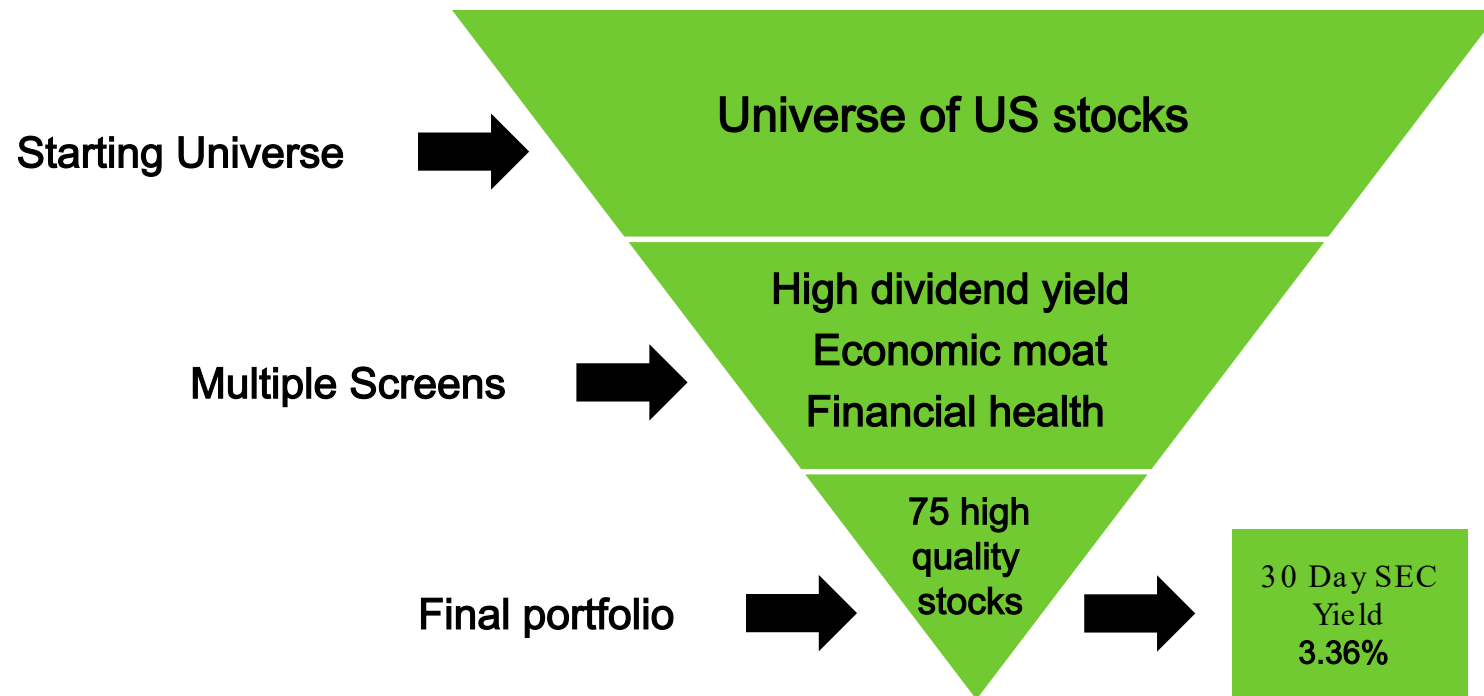 Universe of US stocks
Starting Universe
High dividend yield
Economic moat
Multiple Screens
Financial health
75 high
quality
stocks
Final portfolio
30 Day SEC
Yield
3.36%